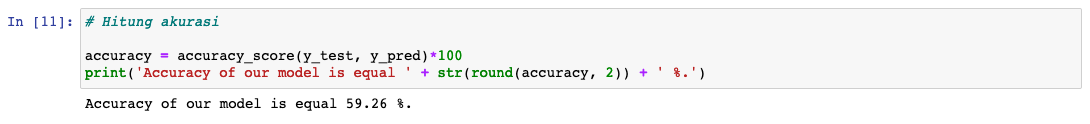 In [11]: # Hitung akurasi
accuracy = accuracy_score(y_test, y_pred)*100
print('Accuracy of our model is equal ' + str(round(accuracy, 2)) + ' %.')
Accuracy of our model is equal 59.26 %.